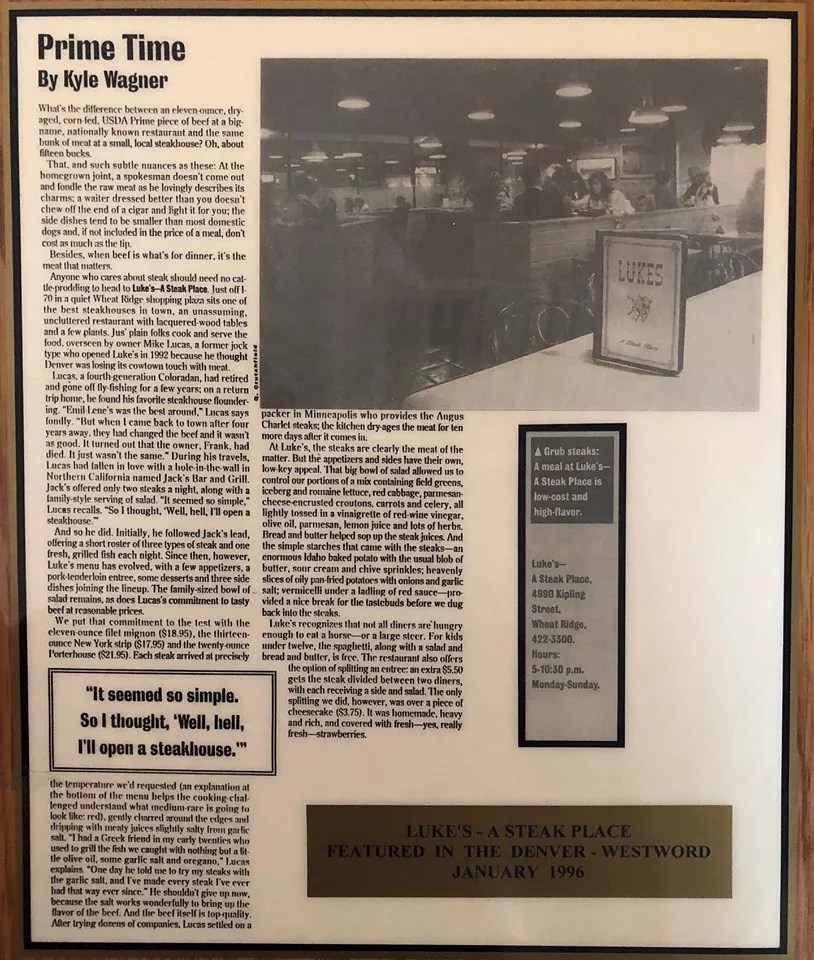 Prime Time
By Kyle Wagner
What's the difference between an eleven-ounce, dry-
aged, corn-fed, USDA Prime piece of beef at a big-
name, nationally known restaurant and the same
hunk of meat at a small, local steakhouse? Oh, about
fifteen bucks.
That, and such subtle nuances as these: At the
homegrown joint, a spokesman doesn't come out
and fondle the raw meat as he lovingly describes its
charms; a waiter dressed better than you doesn't
chew off the end of a cigar and light it for you; the
side dishes tend to be smaller than most domestic
dogs and, if not included in the price of a meal, don't
cost as much as the tip.
Besides, when beef is what's for dinner, it's the
meat that matters.
Anyone who cares about steak should need no cat-
tle-prodding to head to Luke's—A Steak Place. Just off I-
70 in a quiet Wheat Ridge shopping plaza sits one of
the best steakhouses in town, an unassuming,
uncluttered restaurant with lacquered-wood tables
and a few plants. Jus' plain folks cook and serve the
food, overseen by owner Mike Lucas, a former jock
type who opened Luke's in 1992 because he thought
Denver was losing its cowtown touch with meat.
Lucas, a fourth-generation Coloradan, had retired
and gone off fly-fishing for a few years; on a return
trip home, he found his favorite steakhouse flounder-
ing. "Emil-Lene's was the best around," Lucas says
fondly. "But when I came back to town after four
years away, they had changed the beef and it wasn't
as good. It turned out that the owner, Frank, had
died. It just wasn't the same." During his travels,
Lucas had fallen in love with a hole-in-the-wall in
Northern California named Jack's Bar and Grill.
Jack's offered only two steaks a night, along with a
family-style serving of salad. "It seemed so simple,"
Lucas recalls. "So I thought, 'Well, hell, I'll open a
steakhouse.'"
And so he did. Initially, he followed Jack's lead,
offering a short roster of three types of steak and one
fresh, grilled fish each night. Since then, however,
Luke's menu has evolved, with a few appetizers, a
pork-tenderloin entree, some desserts and three side
dishes joining the lineup. The family-sized bowl of
salad remains, as does Lucas's commitment to tasty
beef at reasonable prices.
We put that commitment to the test with the
eleven-ounce filet mignon ($18.95), the thirteen-
ounce New York strip ($17.95) and the twenty-ounce
Porterhouse ($21.95). Each steak arrived at precisely
"It seemed so simple.
So I thought, 'Well, hell,
I'll open a steakhouse.'"
the temperature we'd requested (an explanation at
the bottom of the menu helps the cooking-chal-
lenged understand what medium-rare is going to
look like: red), gently charred around the edges and
dripping with meaty juices slightly salty from garlic
salt. "I had a Greek friend in my early twenties who
used to grill the fish we caught with nothing but a lit-
tle olive oil, some garlic salt and oregano," Lucas
explains. "One day he told me to try my steaks with
the garlic salt, and I've made every steak I've ever
had that way ever since." He shouldn't give up now,
because the salt works wonderfully to bring up the
flavor of the beef. And the beef itself is top-quality.
After trying dozens of companies, Lucas settled on a
LUKES
A Steak Place
packer in Minneapolis who provides the Angus
Charlet steaks; the kitchen dry-ages the meat for ten
more days after it comes in.
At Luke's, the steaks are clearly the meat of the
matter. But the appetizers and sides have their own,
low-key appeal. That big bowl of salad allowed us to
control our portions of a mix containing field greens,
iceberg and romaine lettuce, red cabbage, parmesan-
cheese-encrusted croutons, carrots and celery, all
lightly tossed in a vinaigrette of red-wine vinegar,
olive oil, parmesan, lemon juice and lots of herbs.
Bread and butter helped sop up the steak juices. And
the simple starches that came with the steaks—an
enormous Idaho baked potato with the usual blob of
butter, sour cream and chive sprinkles; heavenly
slices of oily pan-fried potatoes with onions and garlic
salt; vermicelli under a ladling of red sauce—pro-
vided a nice break for the tastebuds before we dug
back into the steaks.
Luke's recognizes that not all diners are hungry
enough to eat a horse—or a large steer. For kids
under twelve, the spaghetti, along with a salad and
bread and butter, is free. The restaurant also offers
the option of splitting an entree: an extra $5.50
gets the steak divided between two diners,
with each receiving a side and salad. The only
splitting we did, however, was over a piece of
cheesecake ($3.75). It was homemade, heavy
and rich, and covered with fresh—yes, really
fresh—strawberries.
▲ Grub steaks:
A meal at Luke's—
A Steak Place is
low-cost and
high-flavor.
Luke's—
A Steak Place,
4990 Kipling
Street,
Wheat Ridge,
422-3300.
Hours:
5-10:30 p.m.
Monday-Sunday.
LUKE'S - A STEAK PLACE
FEATURED IN THE DENVER - WESTWORD
JANUARY 1996